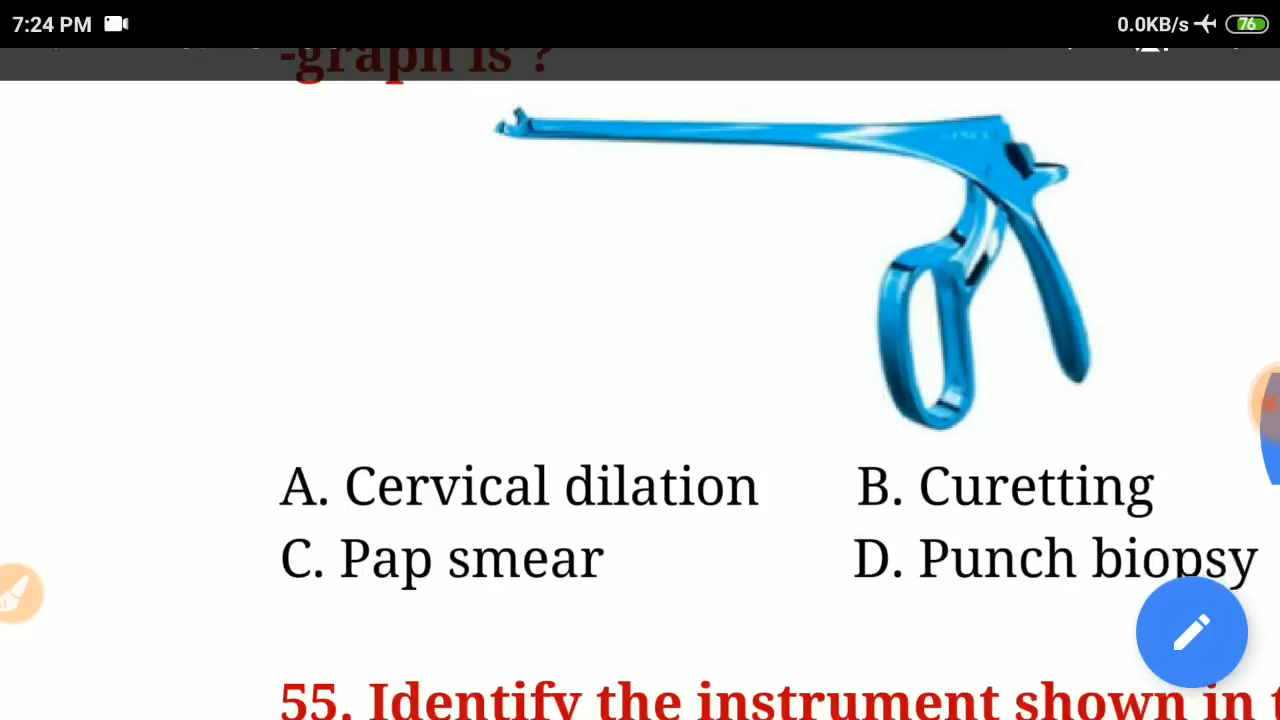 7:24 PM
0.0KB/s
76
-graph is ?
A. Cervical dilation
B. Curetting
C. Pap smear
D. Punch biopsy
55. Identify the instrument shown in